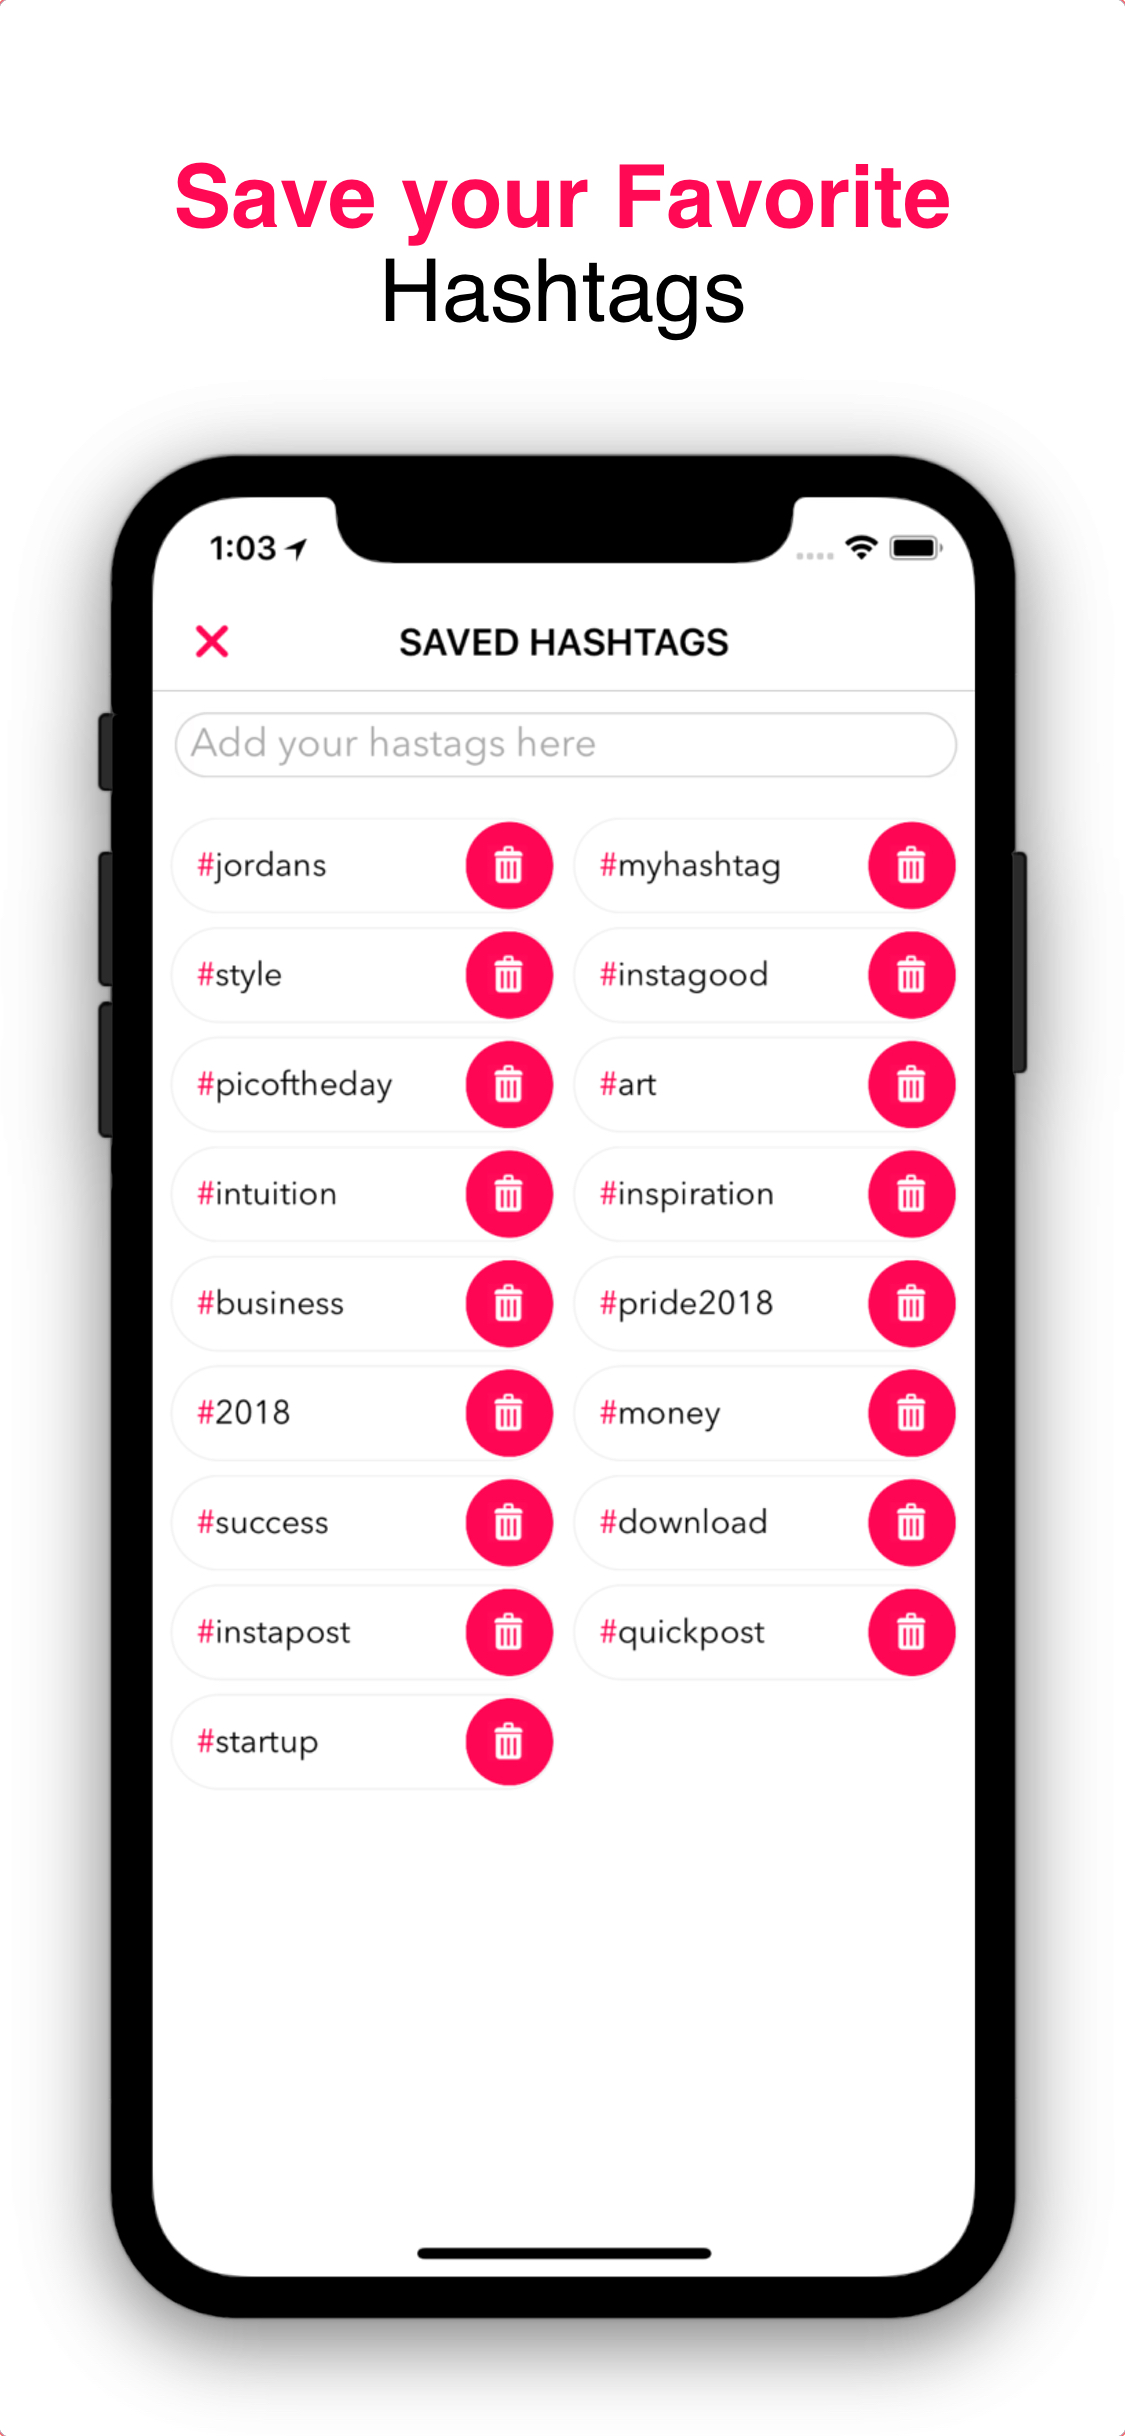 Save your Favorite
Hashtags
1:03
SAVED HASHTAGS
Add your hastags here
#jordans #myhashtag
#style #instagood
#picoftheday #art
#intuition #inspiration
#business #pride2018
#2018 #money
#success #download
#instapost #quickpost
#startup